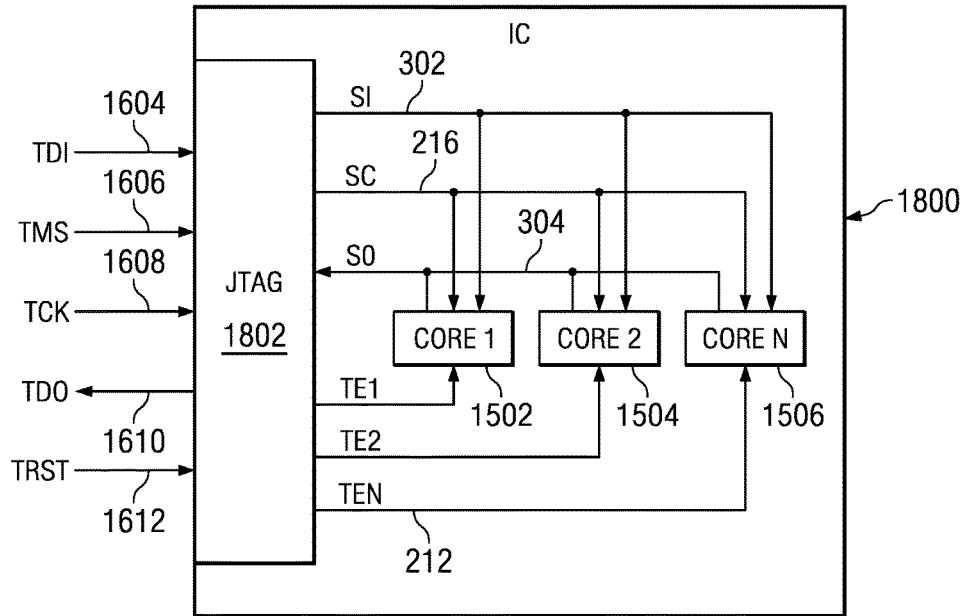 IC
1604
SI
302
TDI
1606
SC
216
1800
TMS
1608
S0
304
TCK
JTAG
1802
CORE 1
CORE 2
CORE N
TDO
1610
TE1
1502
1504
1506
TE2
TRST
1612
TEN
212